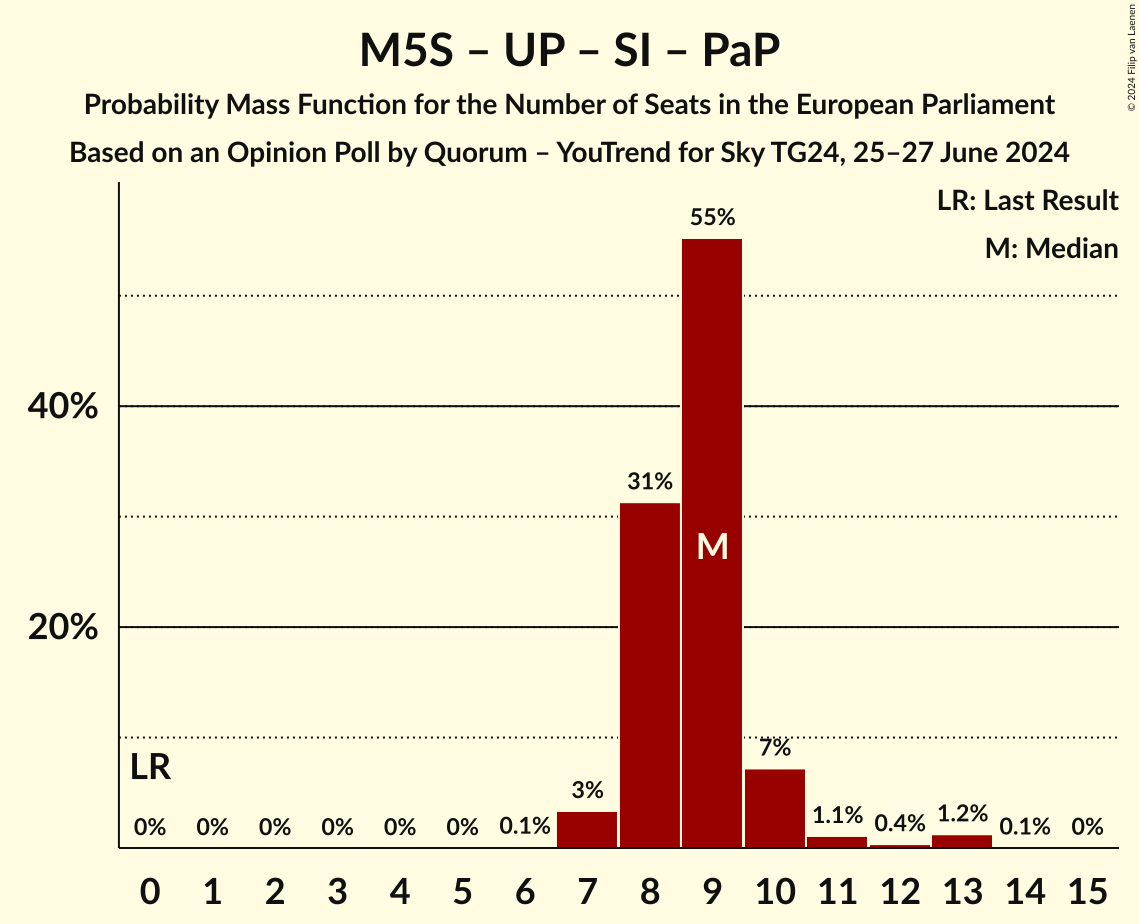 M5S – UP – SI – PaP
Probability Mass Function for the Number of Seats in the European Parliament
Based on an Opinion Poll by Quorum – YouTrend for Sky TG24, 25–27 June 2024
© 2024 Filip van Laenen
LR: Last Result
M: Median
55%
40%
31%
M
20%
7%
LR
3%
0% 0% 0% 0% 0% 0% 0.1% 1.1% 0.4% 1.2% 0.1% 0%
0 1 2 3 4 5 6 7 8 9 10 11 12 13 14 15